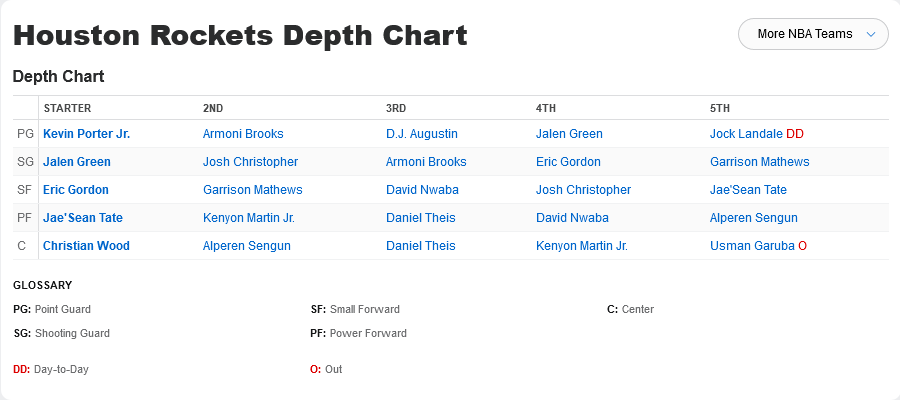 Houston Rockets Depth Chart
More NBA Teams
Depth Chart
STARTER 2ND 3RD 4TH 5TH
PG Kevin Porter Jr. Armoni Brooks D.J. Augustin Jalen Green Jock Landale DD
SG Jalen Green Josh Christopher Armoni Brooks Eric Gordon Garrison Mathews
SF Eric Gordon Garrison Mathews David Nwaba Josh Christopher Jae'Sean Tate
PF Jae'Sean Tate Kenyon Martin Jr. Daniel Theis David Nwaba Alperen Sengun
C Christian Wood Alperen Sengun Daniel Theis Kenyon Martin Jr. Usman Garuba O
GLOSSARY
PG: Point Guard SF: Small Forward C: Center
SG: Shooting Guard PF: Power Forward
DD: Day-to-Day O: Out